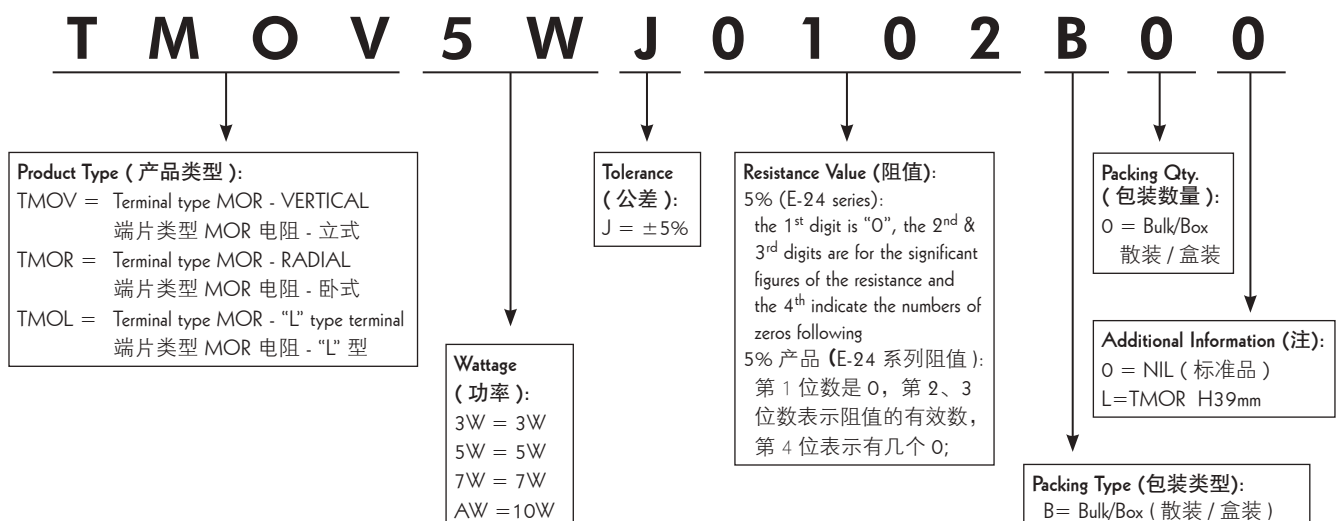 T M O V 5 W J 0 1 0 2 B 0 0
Product Type ( 产品类型 ):
TMOV = Terminal type MOR - VERTICAL
端片类型 MOR 电阻 - 立式
TMOR = Terminal type MOR - RADIAL
端片类型 MOR 电阻 - 卧式
TMOL = Terminal type MOR - “L” type terminal
端片类型 MOR 电阻 - “L” 型
Wattage
( 功率 ):
3W = 3W
5W = 5W
7W = 7W
AW =10W
Tolerance
( 公差 ):
J = ±5%
Resistance Value (阻值):
5% (E-24 series):
the 1st digit is “0”, the 2nd &
3rd digits are for the significant
figures of the resistance and
the 4th indicate the numbers of
zeros following
5% 产品 (E-24 系列阻值 ):
第 1 位数是 0，第 2、3
位数表示阻值的有效数，
第 4 位表示有几个 0;
Packing Qty.
( 包装数量 ):
0 = Bulk/Box
散装 / 盒装
Additional Information (注):
0 = NIL ( 标准品 )
L=TMOR H39mm
Packing Type (包装类型):
B= Bulk/Box ( 散装 / 盒装 )